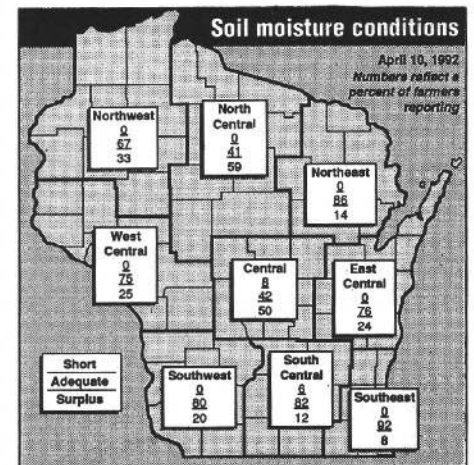 Soil moisture conditions
April 10, 1992
Numbers reflect a
percent of farmers
reporting
Northwest
0
67
33
North
Central
0
41
59
Northeast
0
86
14
West
Central
0
75
25
Central
8
42
50
East
Central
0
76
24
Short
Adequate
Surplus
Southwest
0
80
20
South
Central
6
82
12
Southeast
0
92
8